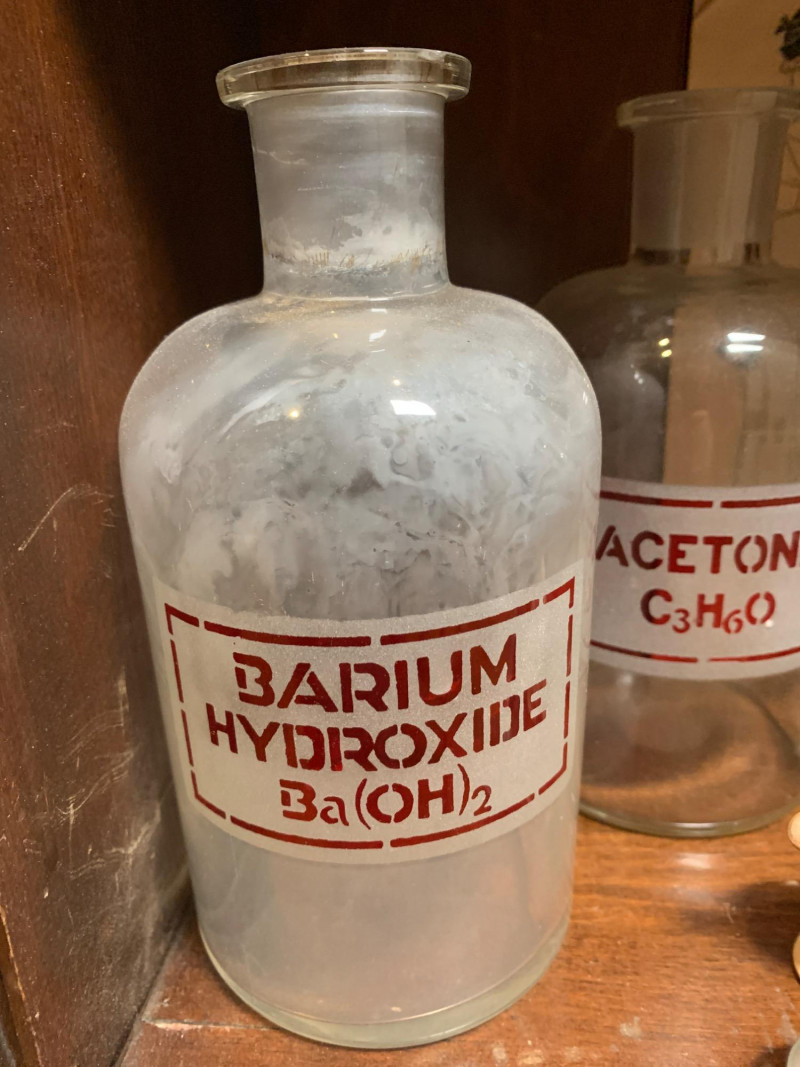 BARIUM
HYDROXIDE
Ba(OH)₂
ACETON
C₃H₆O